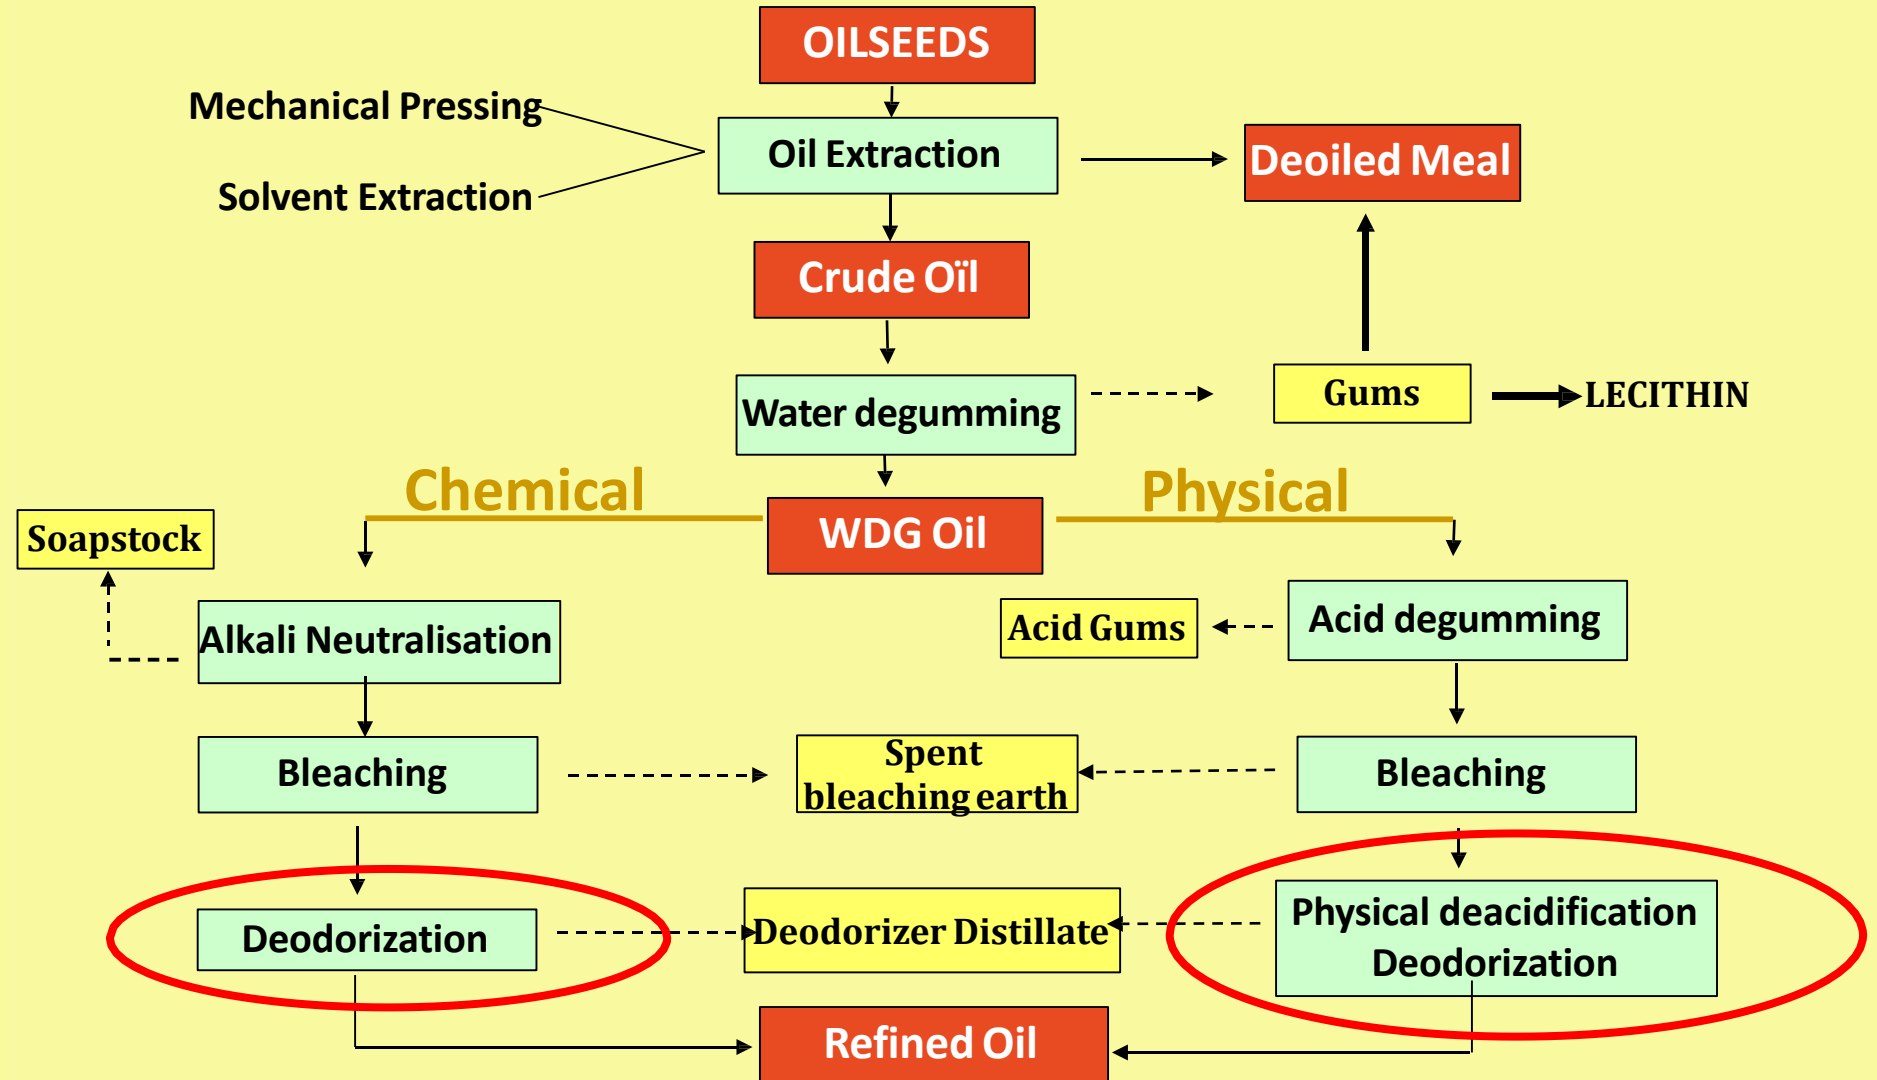 OILSEEDS
Mechanical Pressing
Oil Extraction
Deoiled Meal
Solvent Extraction
Crude Oïl
Water degumming
Gums
LECITHIN
Chemical
Physical
WDG Oil
Soapstock
Alkali Neutralisation
Acid Gums
Acid degumming
Bleaching
Spent
bleaching earth
Bleaching
Deodorization
Deodorizer Distillate
Physical deacidification
Deodorization
Refined Oil